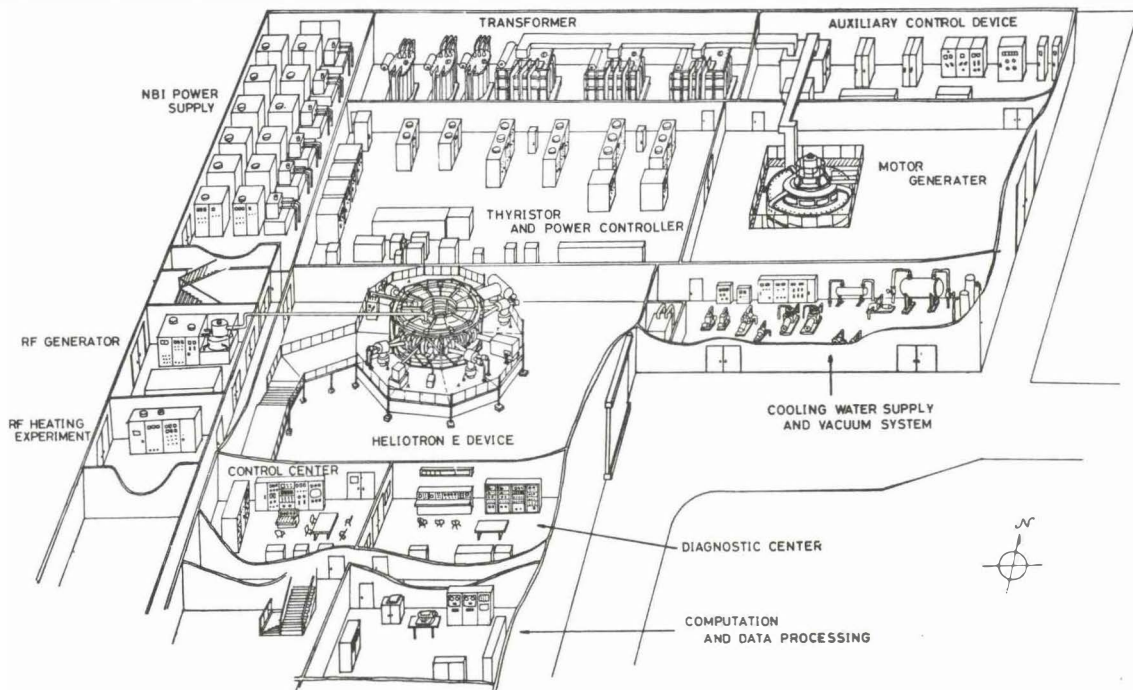 TRANSFORMER
AUXILIARY CONTROL DEVICE
NBI POWER
SUPPLY
MOTOR
GENERATER
THYRISTOR
AND POWER CONTROLLER
RF GENERATOR
RF HEATING
EXPERIMENT
HELIOTRON E DEVICE
COOLING WATER SUPPLY
AND VACUUM SYSTEM
CONTROL CENTER
DIAGNOSTIC CENTER
N
COMPUTATION
AND DATA PROCESSING